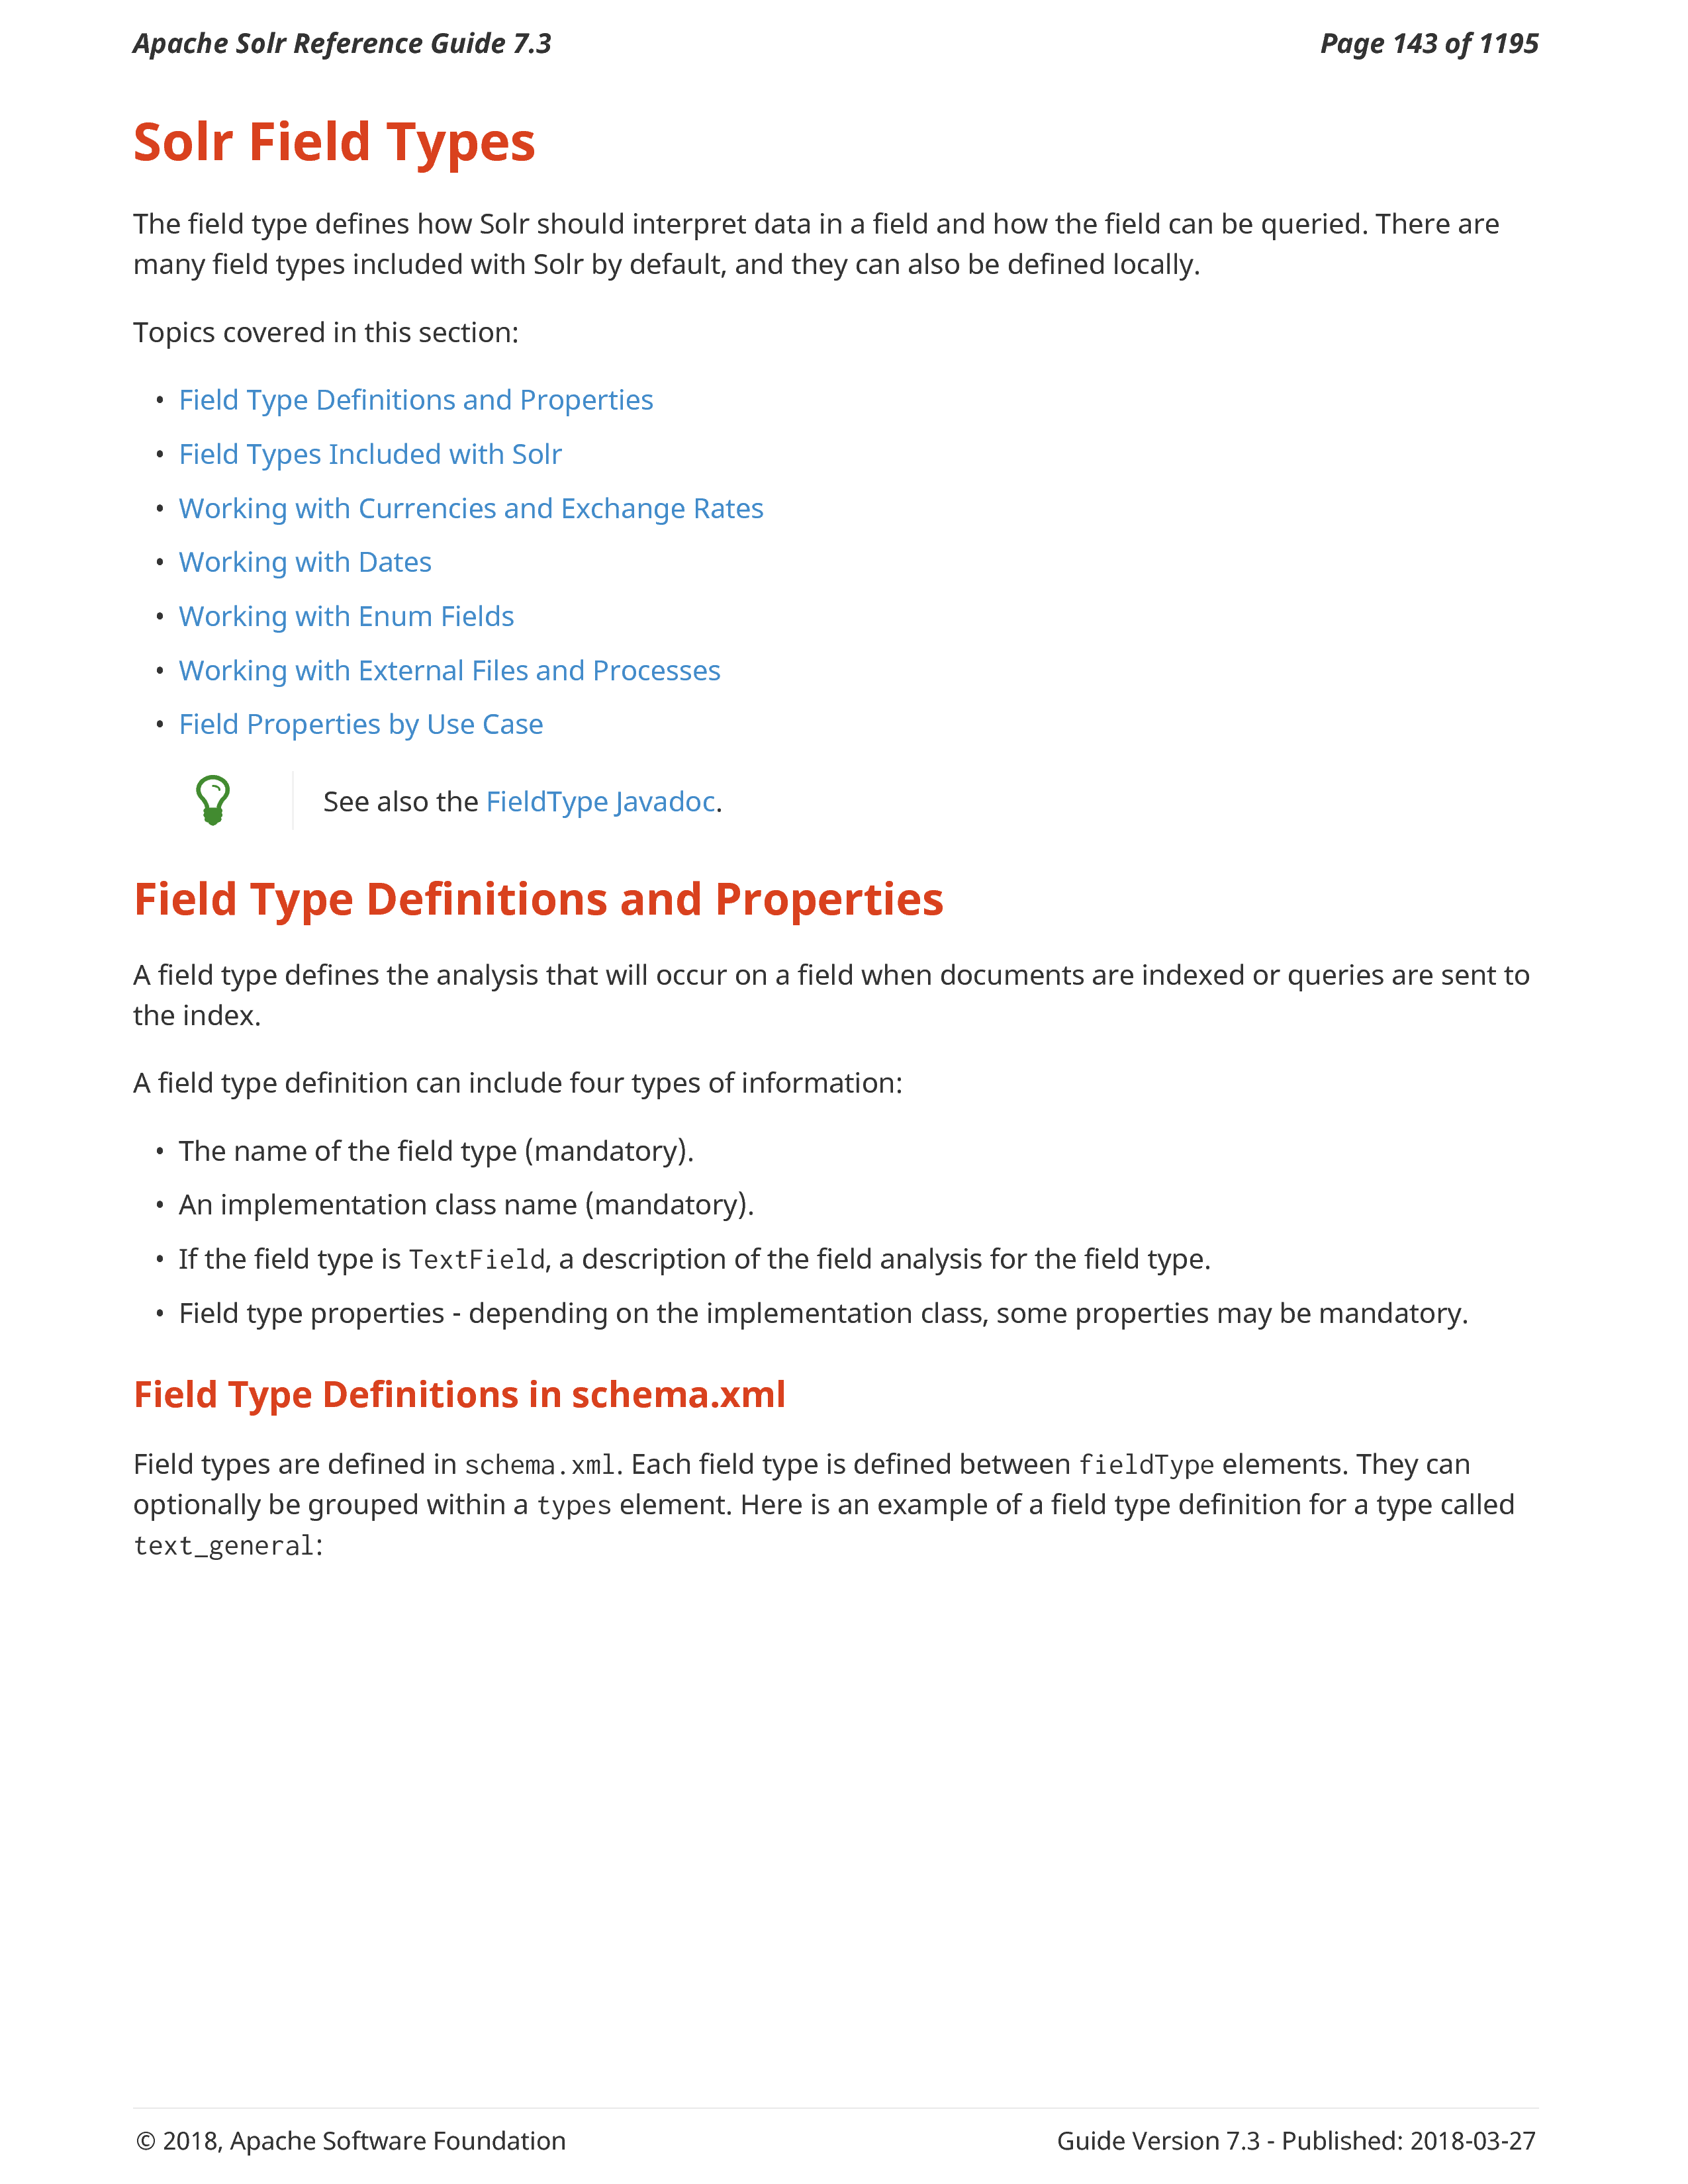 Apache Solr Reference Guide 7.3
Page 143 of 1195
Solr Field Types
The field type defines how Solr should interpret data in a field and how the field can be queried. There are
many field types included with Solr by default, and they can also be defined locally.
Topics covered in this section:
• Field Type Definitions and Properties
• Field Types Included with Solr
• Working with Currencies and Exchange Rates
• Working with Dates
• Working with Enum Fields
• Working with External Files and Processes
• Field Properties by Use Case
See also the FieldType Javadoc.
Field Type Definitions and Properties
A field type defines the analysis that will occur on a field when documents are indexed or queries are sent to
the index.
A field type definition can include four types of information:
• The name of the field type (mandatory).
• An implementation class name (mandatory).
• If the field type is TextField, a description of the field analysis for the field type.
• Field type properties - depending on the implementation class, some properties may be mandatory.
Field Type Definitions in schema.xml
Field types are defined in schema.xml. Each field type is defined between fieldType elements. They can
optionally be grouped within a types element. Here is an example of a field type definition for a type called
text_general:
© 2018, Apache Software Foundation
Guide Version 7.3 - Published: 2018-03-27